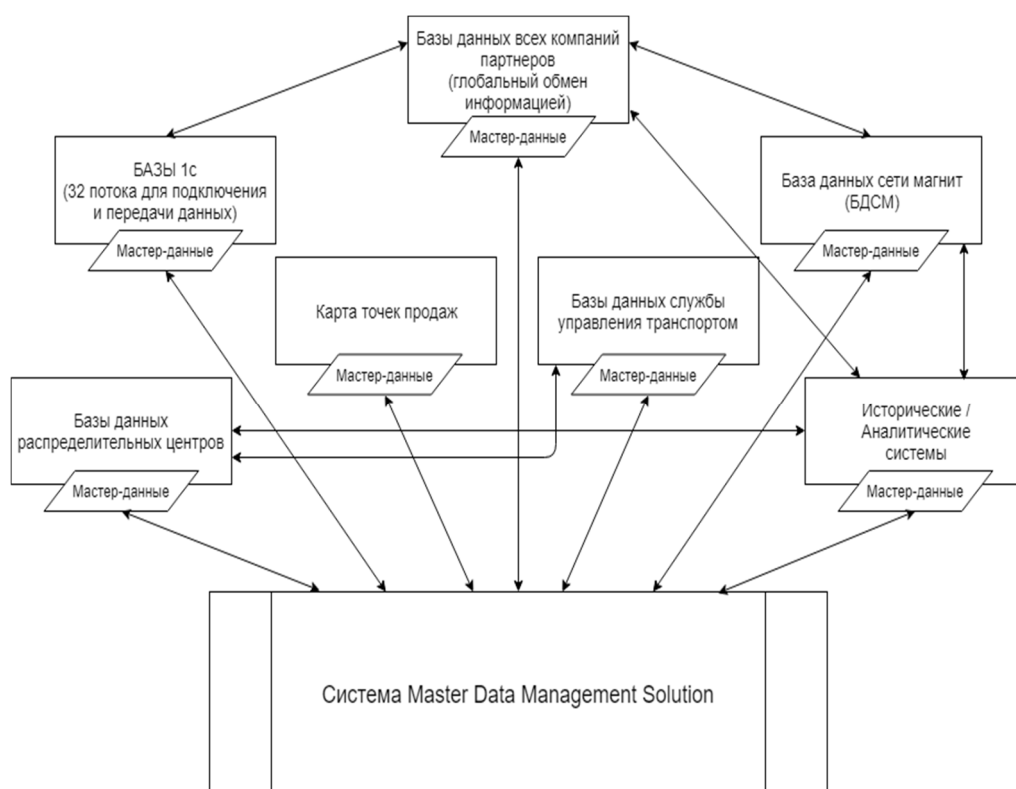 Базы данных всех компаний
партнеров
(глобальный обмен
информацией)
Мастер-данные
БАЗЫ 1с
(32 потока для подключения
и передачи данных)
Мастер-данные
База данных сети магнит
(БДСМ)
Мастер-данные
Карта точек продаж
Мастер-данные
Базы данных службы
управления транспортом
Мастер-данные
Базы данных
распределительных центров
Мастер-данные
Исторические /
Аналитические
системы
Мастер-данные
Система Master Data Management Solution